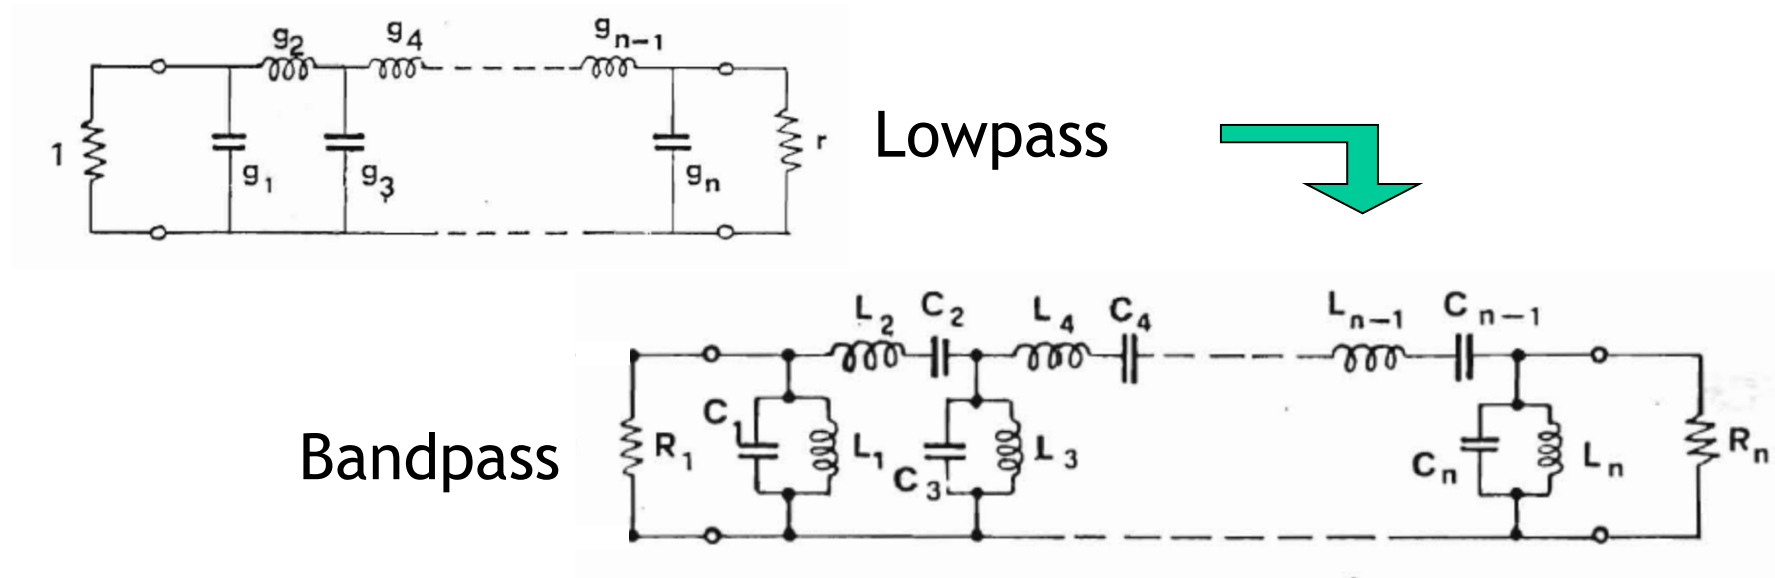 g2 g4 gn-1
1 g1 g3 gn r
Lowpass
L2 C2 L4 C4 Ln-1 Cn-1
R1 C1 L1 C3 L3 Cn Ln Rn
Bandpass